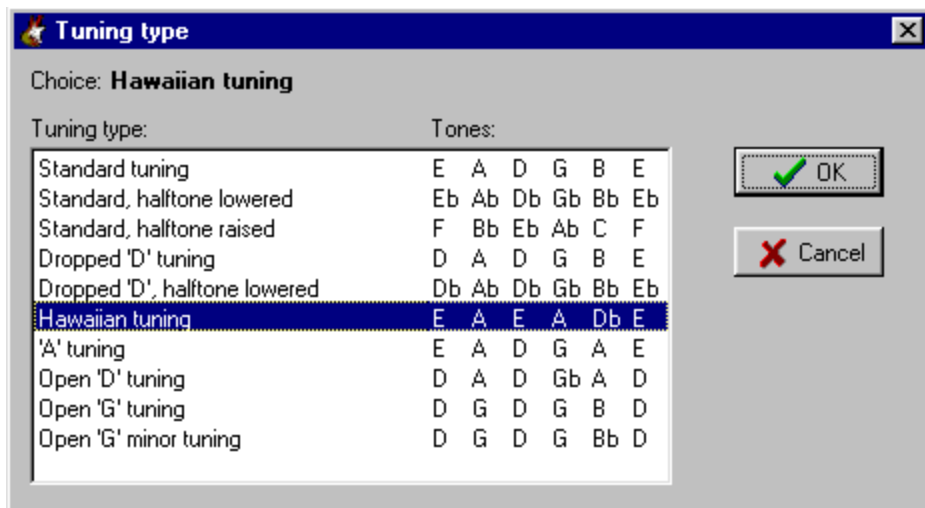 Tuning type
Choice: Hawaiian tuning
Tuning type: Tones:
Standard tuning E A D G B E
Standard, halftone lowered Eb Ab Db Gb Bb Eb
Standard, halftone raised F Bb Eb Ab C F
Dropped 'D' tuning D A D G B E
Dropped 'D', halftone lowered Db Ab Db Gb Bb Eb
Hawaiian tuning E A E A Db E
'A' tuning E A D G A E
Open 'D' tuning D A D Gb A D
Open 'G' tuning D G D G B D
Open 'G' minor tuning D G D G Bb D
OK
Cancel